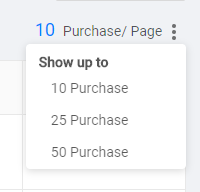 10 Purchase/ Page
Show up to
10 Purchase
25 Purchase
50 Purchase